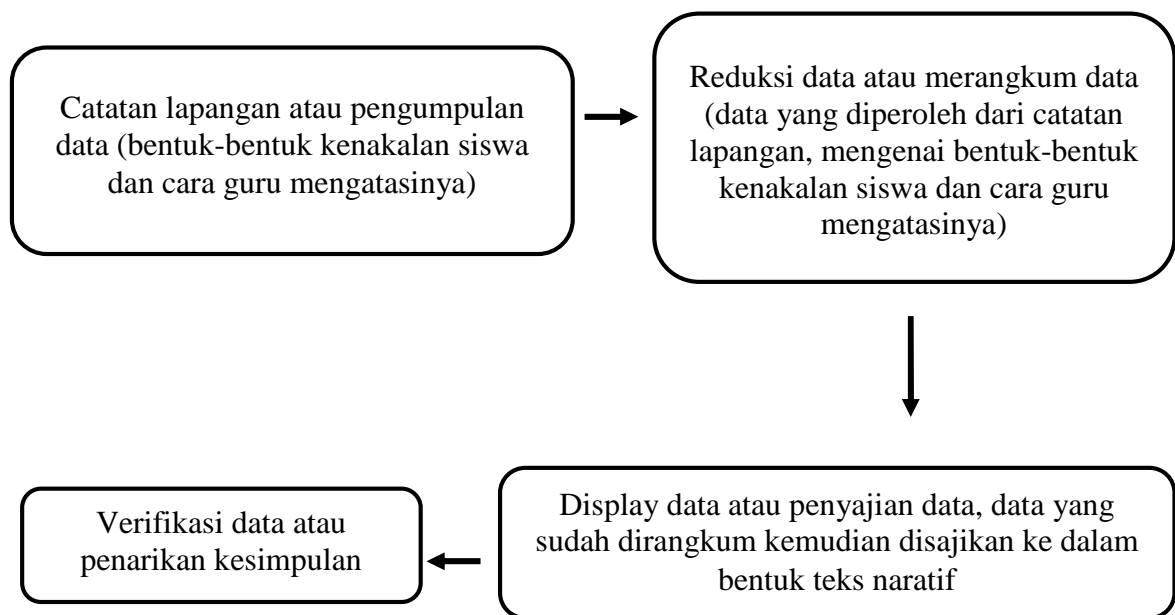 Catatan lapangan atau pengumpulan
data (bentuk-bentuk kenakalan siswa
dan cara guru mengatasinya)
Reduksi data atau merangkum data
(data yang diperoleh dari catatan
lapangan, mengenai bentuk-bentuk
kenakalan siswa dan cara guru
mengatasinya)
Display data atau penyajian data, data yang
sudah dirangkum kemudian disajikan ke dalam
bentuk teks naratif
Verifikasi data atau
penarikan kesimpulan